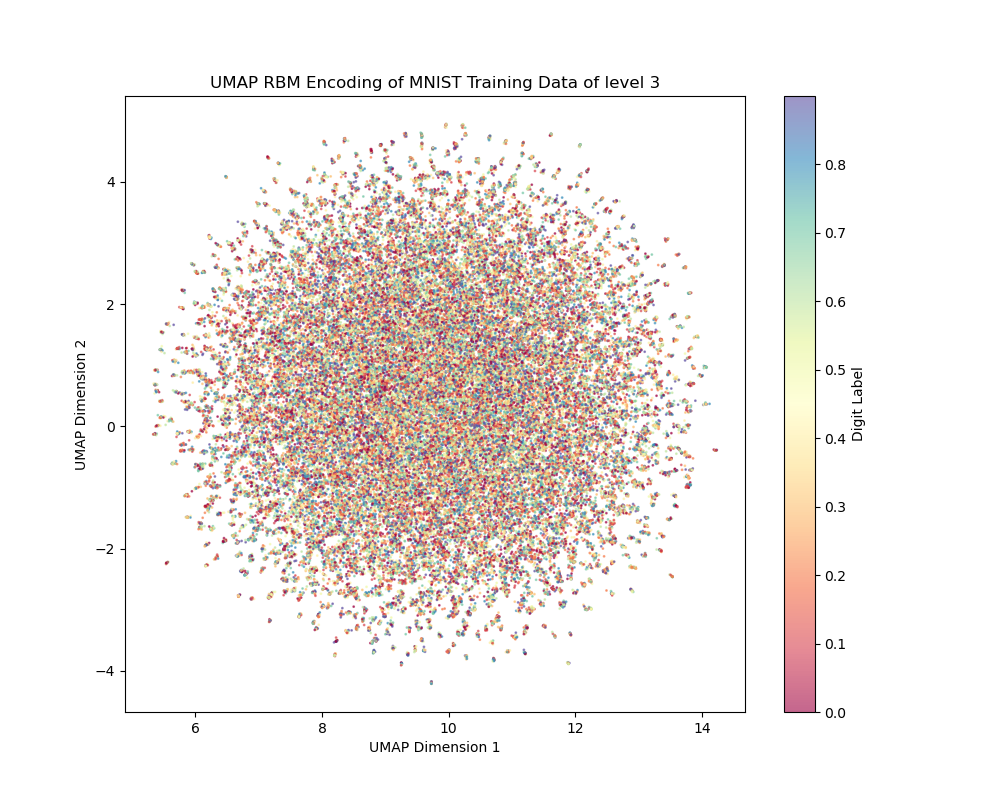 UMAP RBM Encoding of MNIST Training Data of level 3
4
2
0
−2
−4
UMAP Dimension 2
6 8 10 12 14
UMAP Dimension 1
0.8
0.7
0.6
0.5
0.4
0.3
0.2
0.1
0.0
Digit Label